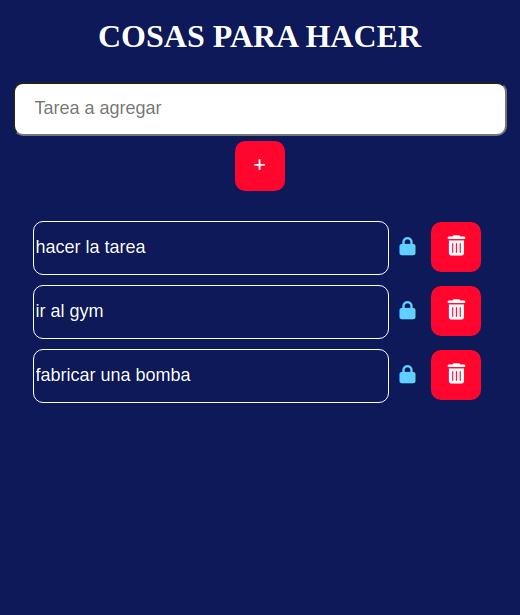 COSAS PARA HACER
Tarea a agregar
+
hacer la tarea
ir al gym
fabricar una bomba